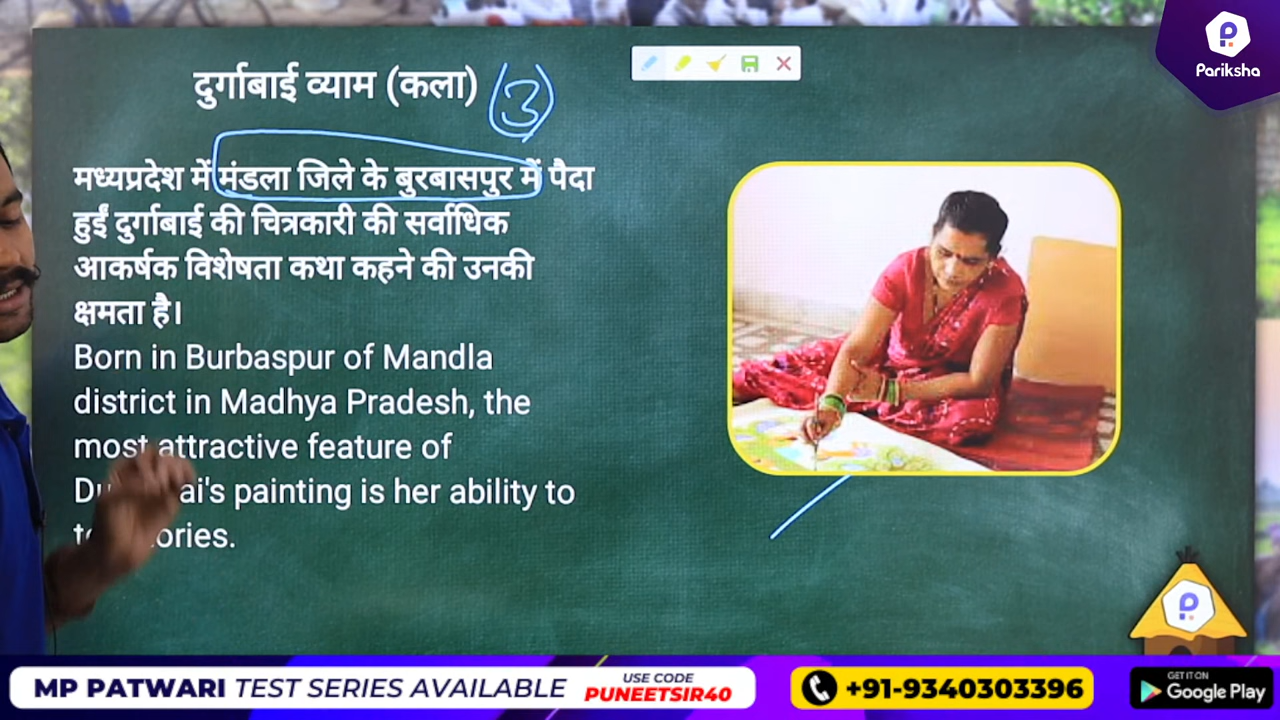 दुर्गाबाई व्याम (कला) (3)
मध्यप्रदेश में मंडला जिले के बुरबासपुर में पैदा
हुईं दुर्गाबाई की चित्रकारी की सर्वाधिक
आकर्षक विशेषता कथा कहने की उनकी
क्षमता है।
Born in Burbaspur of Mandla
district in Madhya Pradesh, the
most attractive feature of
painting is her ability to
Pariksha
MP PATWARI TEST SERIES AVAILABLE
USE CODE
PUNEETSIR40
+91-9340303396
GET IT ON
Google Play